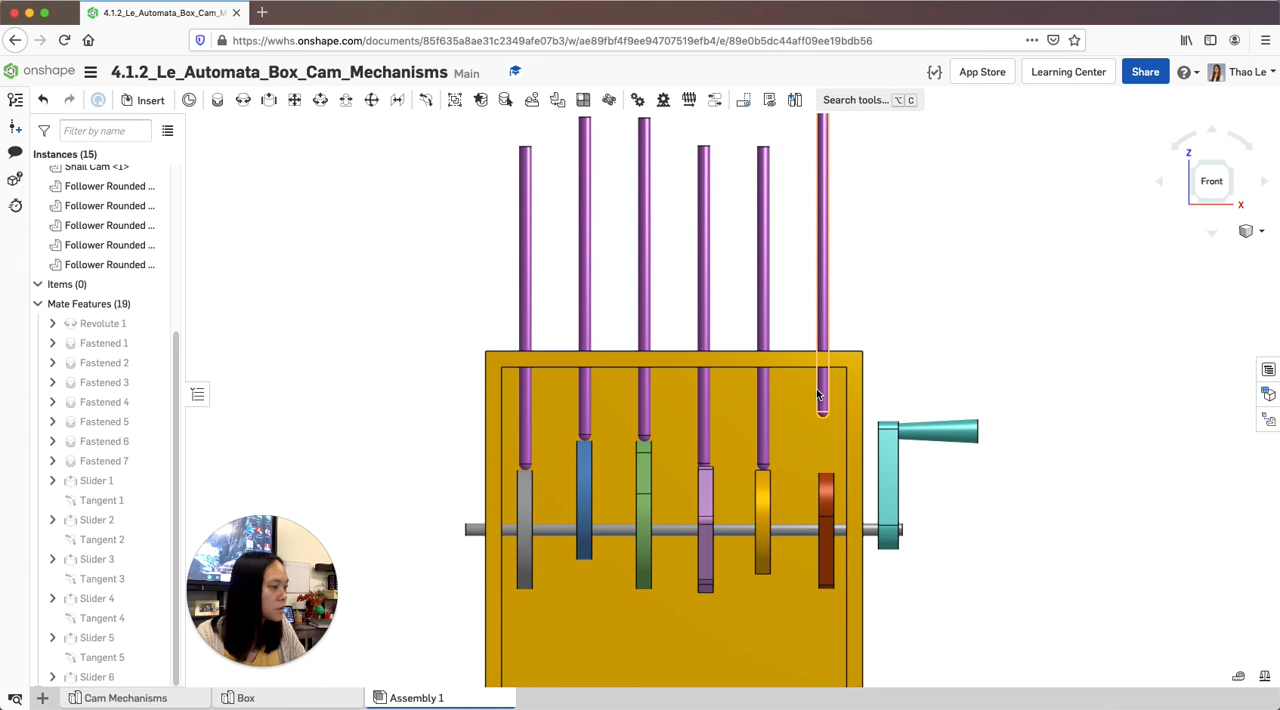 4.1.2_Le_Automata_Box_Cam_M
https://wwhs.onshape.com/documents/85f635a8ae31c2349afe07b3/w/ae89fbf4f9ee94707519efb4/e/89e0b5dc44aff09ee19bdb56
onshape
4.1.2_Le_Automata_Box_Cam_Mechanisms Main
App Store
Learning Center
Share
Thao Le
Insert
Search tools... ⌥ C
Filter by name
Instances (15)
Snail Cam <1>
Follower Rounded ...
Follower Rounded ...
Follower Rounded ...
Follower Rounded ...
Follower Rounded ...
Items (0)
Mate Features (19)
Revolute 1
Fastened 1
Fastened 2
Fastened 3
Fastened 4
Fastened 5
Fastened 6
Fastened 7
Slider 1
Tangent 1
Slider 2
Tangent 2
Slider 3
Tangent 3
Slider 4
Tangent 4
Slider 5
Tangent 5
Slider 6
Z
Front
X
Cam Mechanisms
Box
Assembly 1